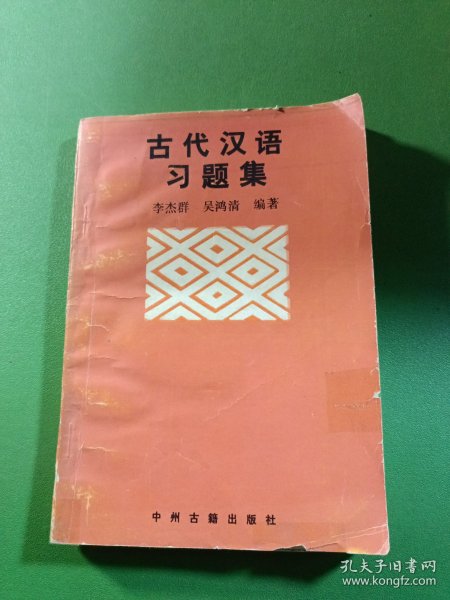 古代汉语
习题集
李杰群 吴鸿清 编著
中州古籍出版社
孔夫子旧书网
www.kongfz.com